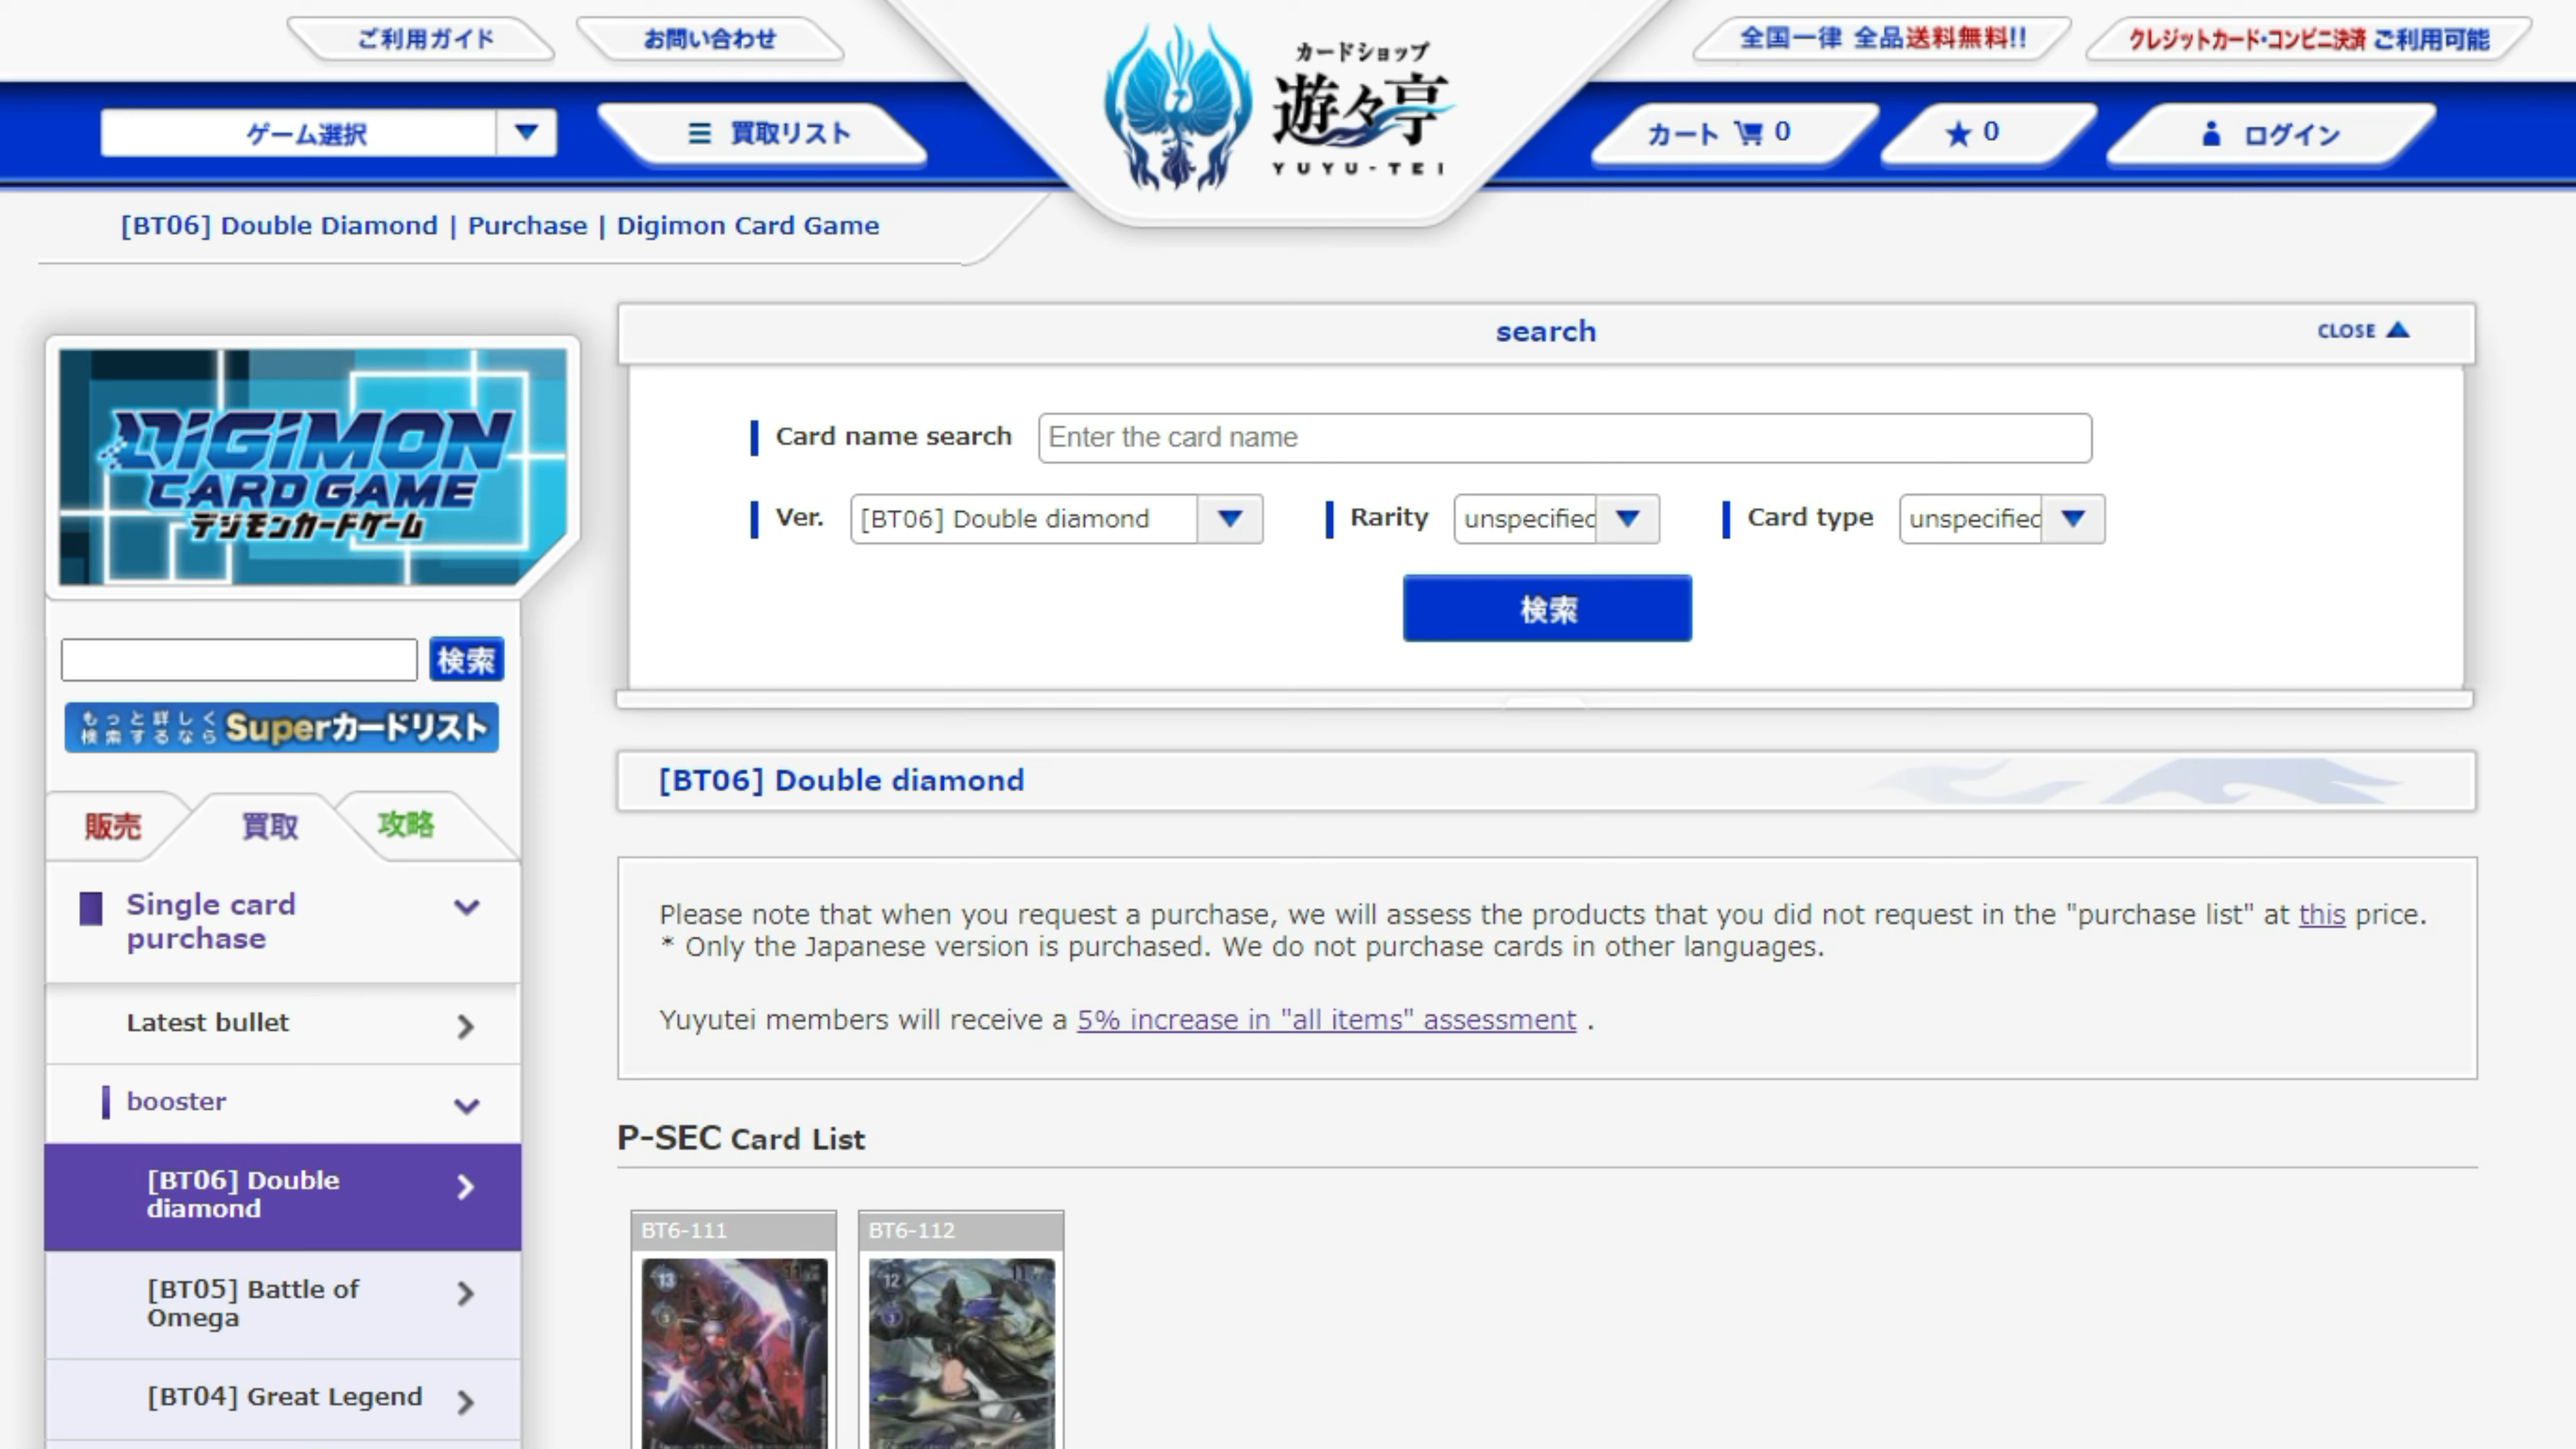 ご利用ガイド
お問い合わせ
カードショップ
遊々亭
YUYU-TEI
全国一律 全品送料無料!!
クレジットカード・コンビニ決済 ご利用可能
ゲーム選択
買取リスト
カート 0
★ 0
ログイン
[BT06] Double Diamond | Purchase | Digimon Card Game
DIGIMON
CARD GAME
デジモンカードゲーム
検索
もっと詳しく
検索するなら
Superカードリスト
販売
買取
攻略
Single card
purchase
Latest bullet
booster
[BT06] Double
diamond
[BT05] Battle of
Omega
[BT04] Great Legend
search
CLOSE
Card name search
Enter the card name
Ver.
[BT06] Double diamond
Rarity
unspecified
Card type
unspecified
検索
[BT06] Double diamond
Please note that when you request a purchase, we will assess the products that you did not request in the "purchase list" at this price.
* Only the Japanese version is purchased. We do not purchase cards in other languages.
Yuyutei members will receive a 5% increase in "all items" assessment .
P-SEC Card List
BT6-111
BT6-112
13
3
12
3